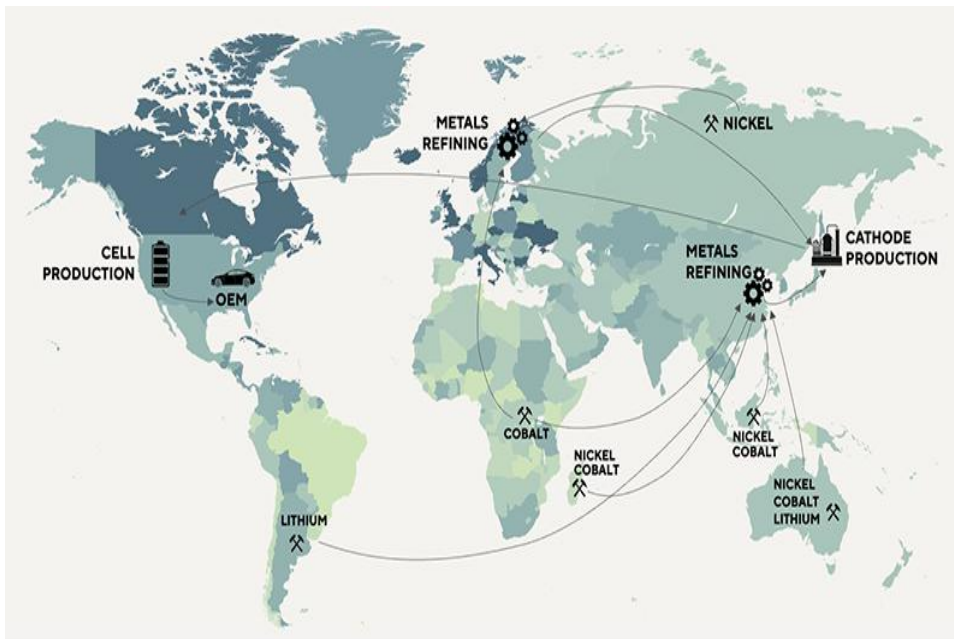 METALS
REFINING
NICKEL
CELL
PRODUCTION
OEM
METALS
REFINING
CATHODE
PRODUCTION
COBALT
NICKEL
COBALT
NICKEL
COBALT
NICKEL
COBALT
LITHIUM
LITHIUM